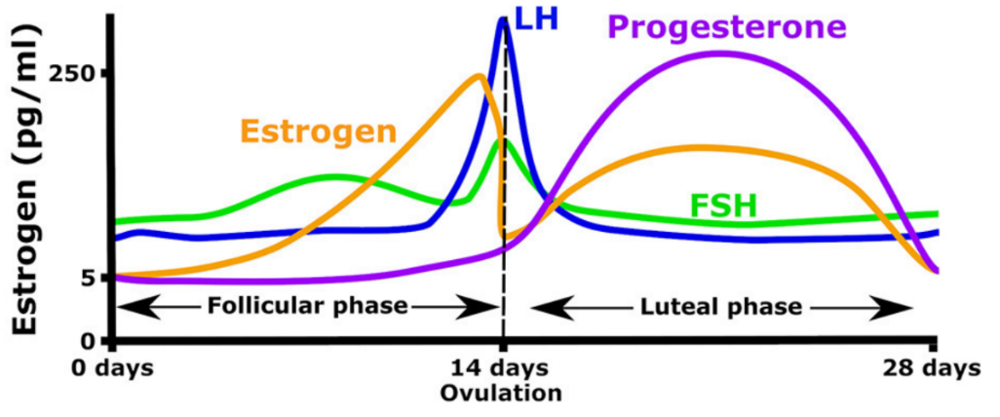 LH
Progesterone
250
Estrogen
FSH
Estrogen (pg/ml)
5
Follicular phase
Luteal phase
0
0 days
14 days
28 days
Ovulation